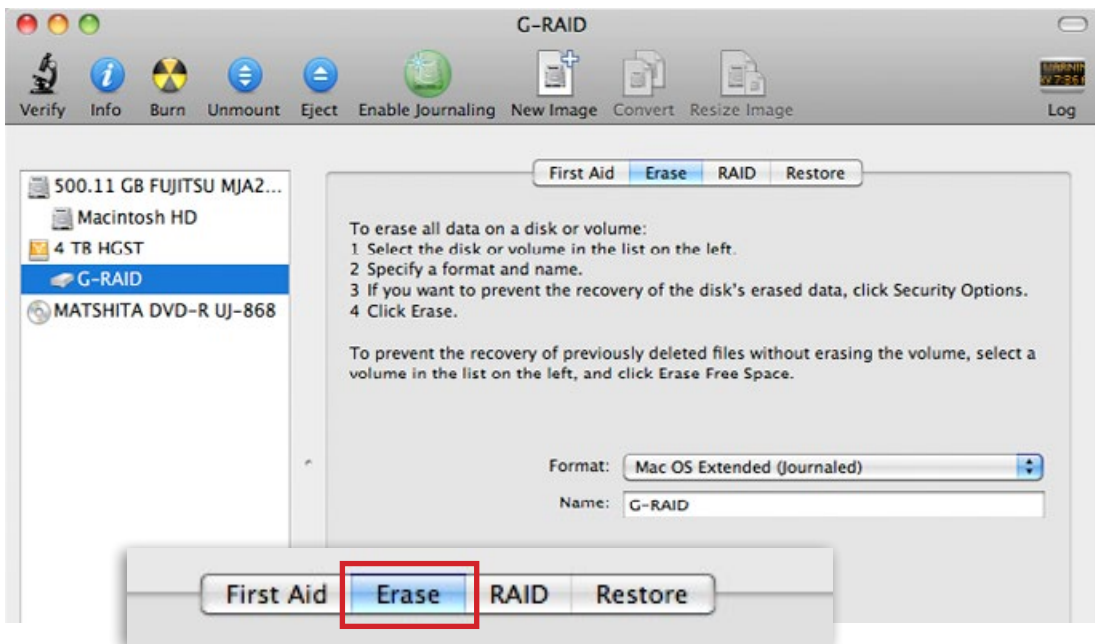 G-RAID
Verify Info Burn Unmount Eject Enable Journaling New Image Convert Resize Image Log
WARNIN
First Aid Erase RAID Restore
500.11 GB FUJITSU MJA2...
Macintosh HD
4 TB HGST
G-RAID
MATSHITA DVD-R UJ-868
To erase all data on a disk or volume:
1 Select the disk or volume in the list on the left.
2 Specify a format and name.
3 If you want to prevent the recovery of the disk's erased data, click Security Options.
4 Click Erase.
To prevent the recovery of previously deleted files without erasing the volume, select a
volume in the list on the left, and click Erase Free Space.
Format: Mac OS Extended (Journaled)
Name: G-RAID
First Aid Erase RAID Restore